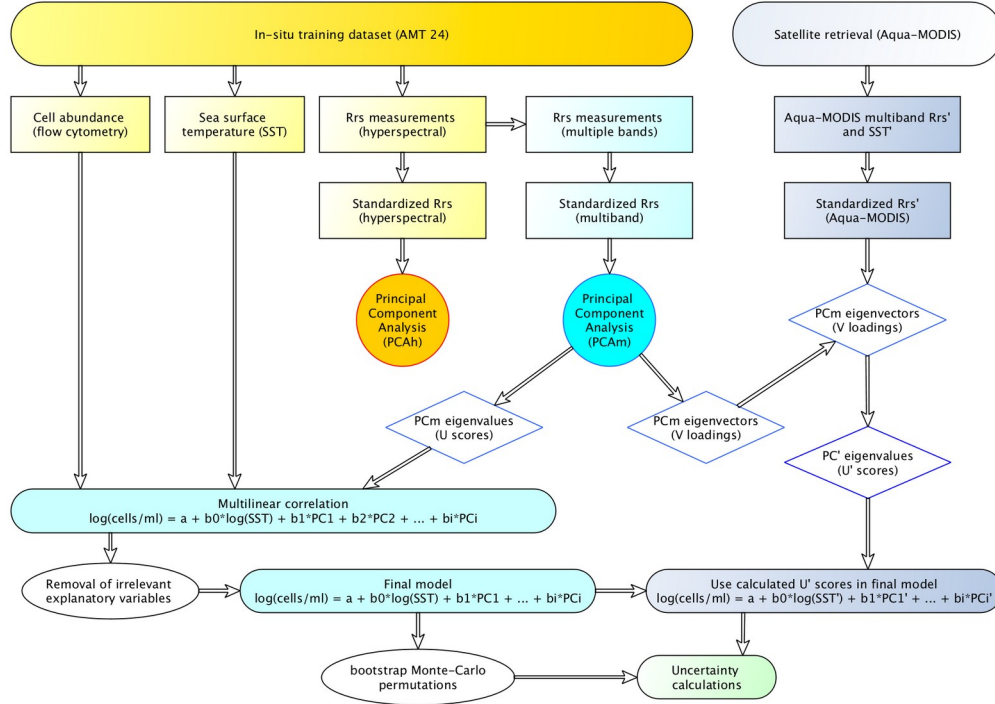 In-situ training dataset (AMT 24)
Satellite retrieval (Aqua-MODIS)
Cell abundance
(flow cytometry)
Sea surface
temperature (SST)
Rrs measurements
(hyperspectral)
Rrs measurements
(multiple bands)
Aqua-MODIS multiband Rrs'
and SST'
Standardized Rrs
(hyperspectral)
Standardized Rrs
(multiband)
Standardized Rrs'
(Aqua-MODIS)
Principal
Component
Analysis
(PCAh)
Principal
Component
Analysis
(PCAm)
PCm eigenvectors
(V loadings)
PCm eigenvalues
(U scores)
PCm eigenvectors
(V loadings)
PC' eigenvalues
(U' scores)
Multilinear correlation
log(cells/ml) = a + b0*log(SST) + b1*PC1 + b2*PC2 + ... + bi*PCi
Removal of irrelevant
explanatory variables
Final model
log(cells/ml) = a + b0*log(SST) + b1*PC1 + ... + bi*PCi
Use calculated U' scores in final model
log(cells/ml) = a + b0*log(SST') + b1*PC1' + ... + bi*PCi'
bootstrap Monte-Carlo
permutations
Uncertainty
calculations